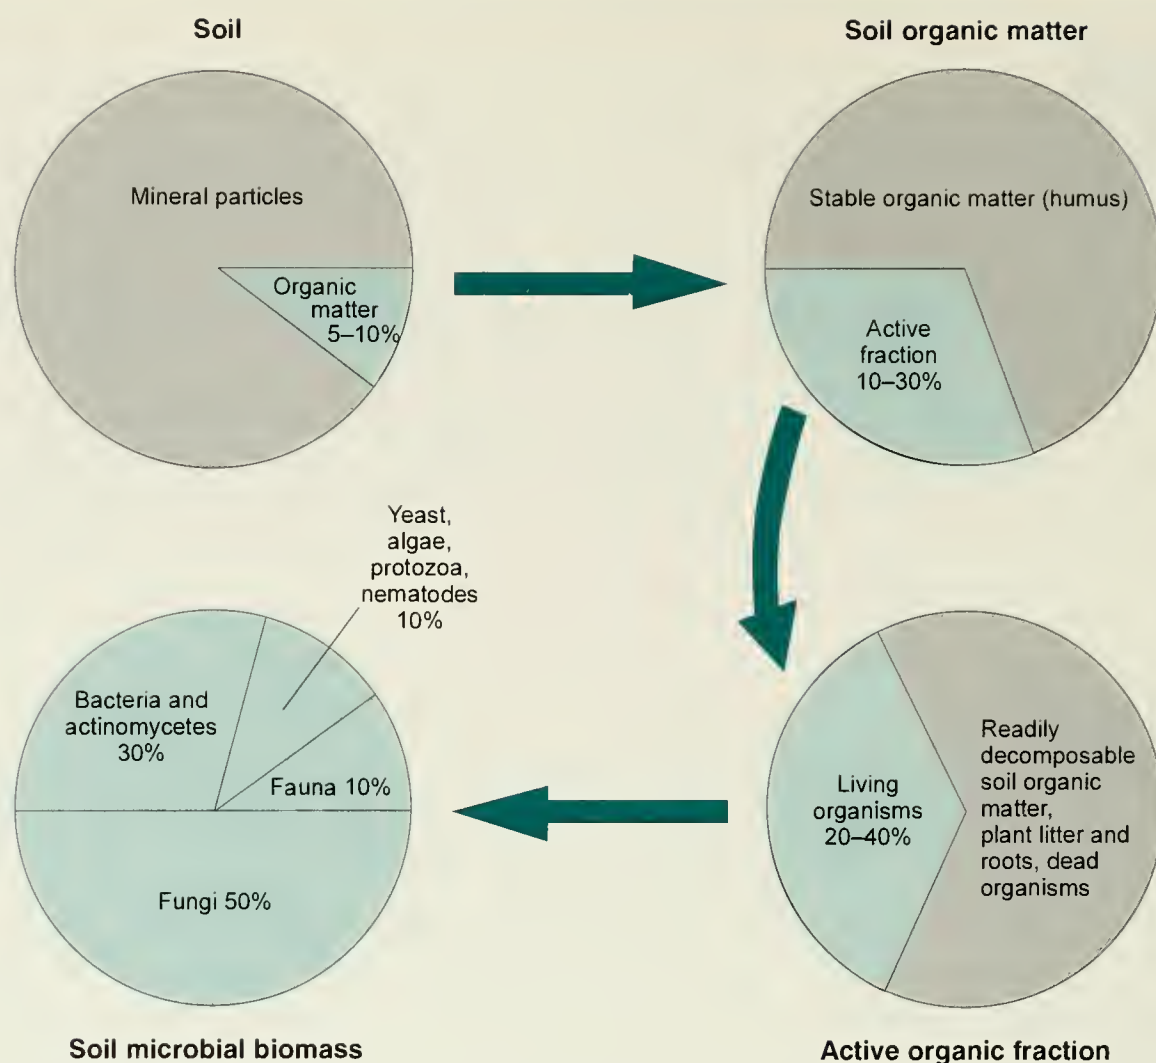 Soil
Mineral particles
Organic
matter
5–10%
Soil organic matter
Stable organic matter (humus)
Active
fraction
10–30%
Yeast,
algae,
protozoa,
nematodes
10%
Bacteria and
actinomycetes
30%
Fauna 10%
Fungi 50%
Soil microbial biomass
Living
organisms
20–40%
Readily
decomposable
soil organic
matter,
plant litter and
roots, dead
organisms
Active organic fraction